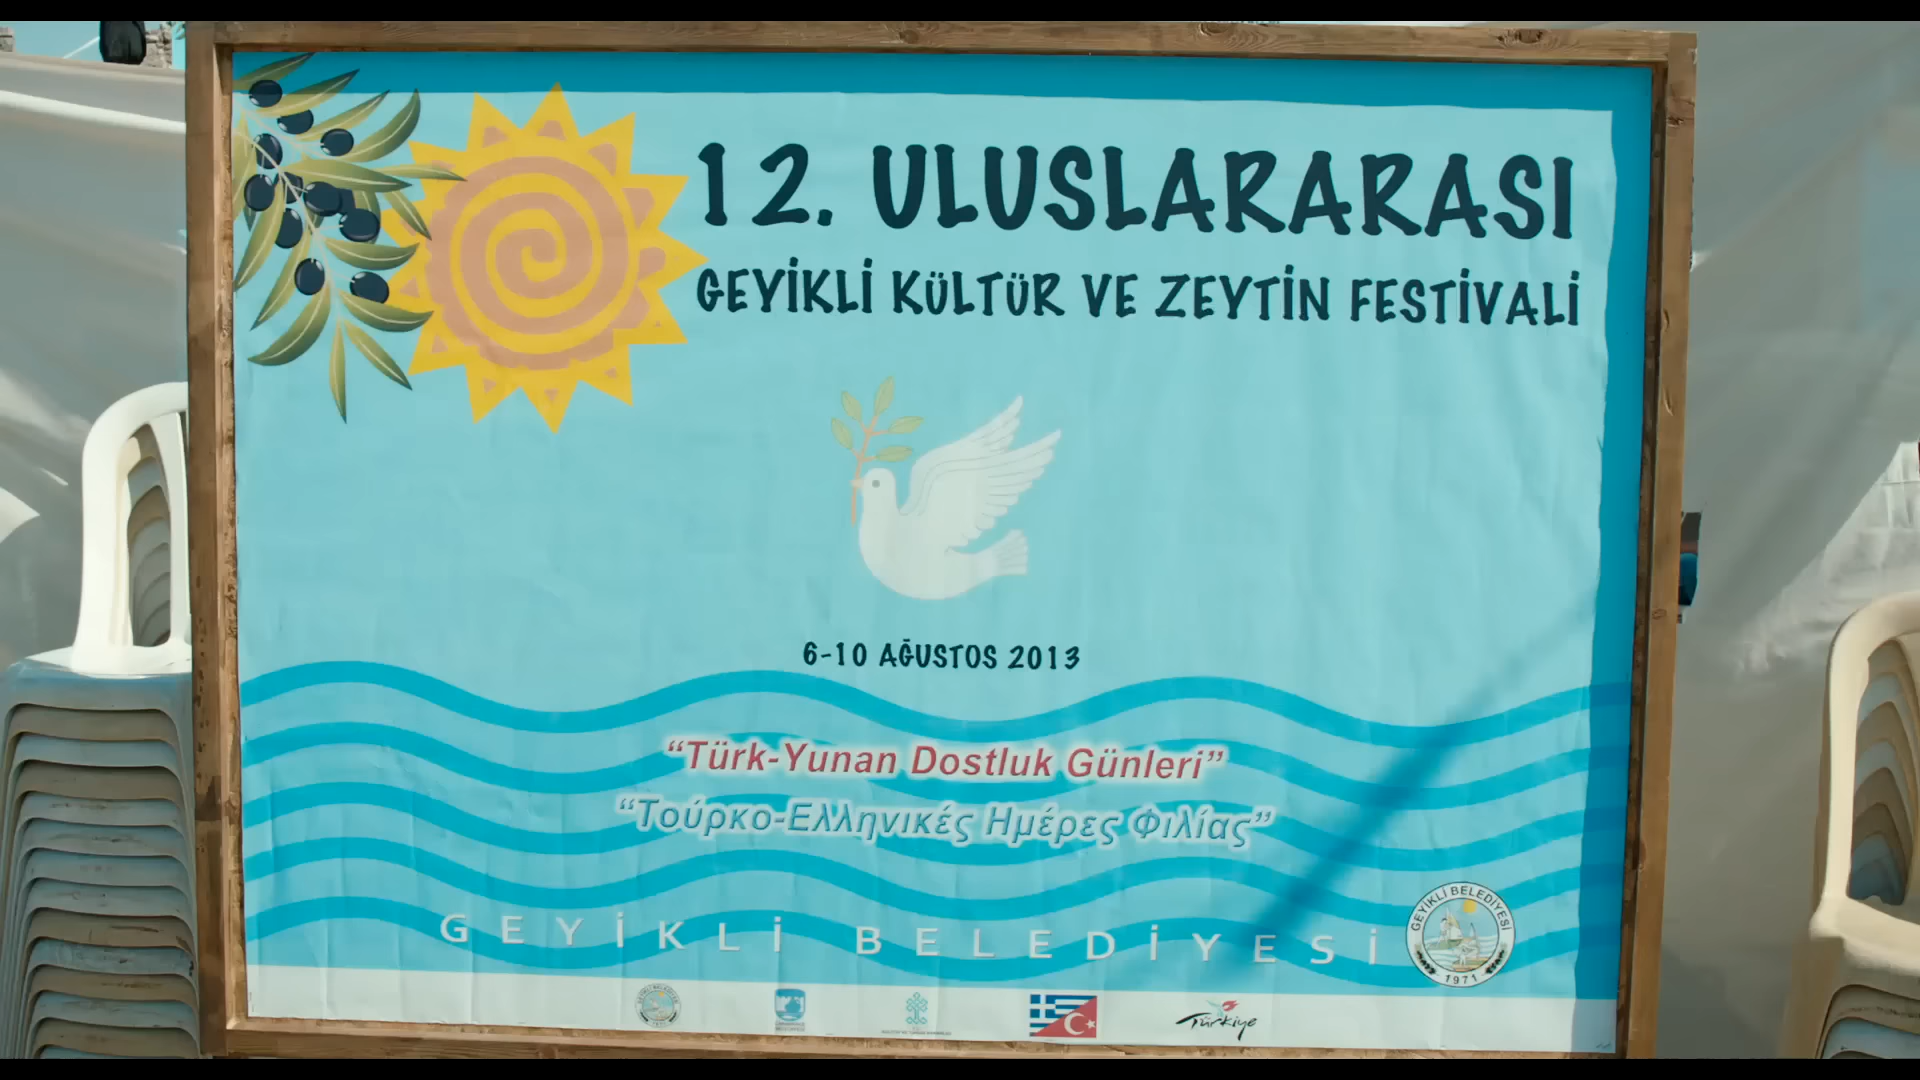 12. ULUSLARARASI
GEYİKLİ KÜLTÜR VE ZEYTİN FESTİVALİ
6-10 AĞUSTOS 2013
“Türk-Yunan Dostluk Günleri”
“Τούρκο-Ελληνικές Ημέρες Φιλίας”
GEYİKLİ BELEDİYESİ
GEYİKLİ BELEDİYESİ
1971
Türkiye